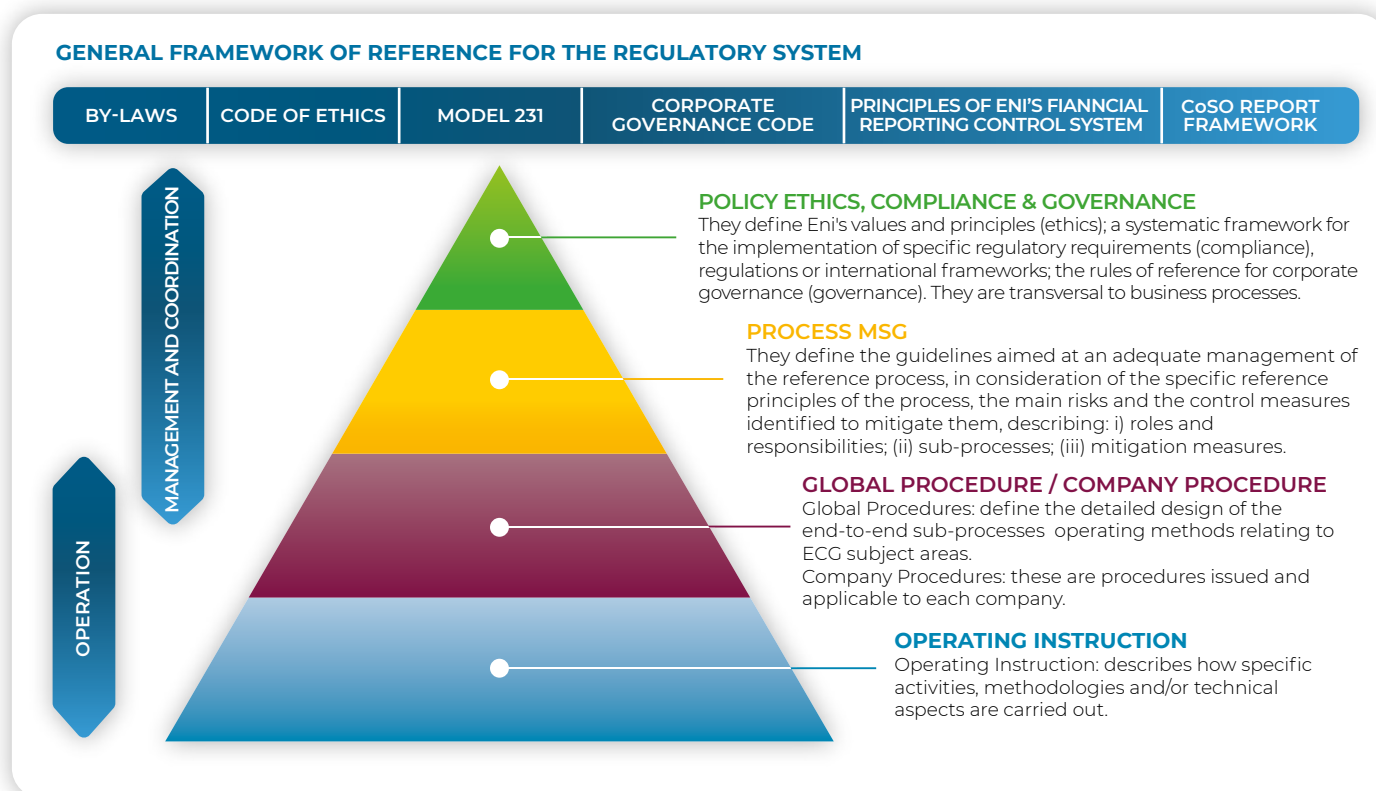 GENERAL FRAMEWORK OF REFERENCE FOR THE REGULATORY SYSTEM
BY-LAWS
CODE OF ETHICS
MODEL 231
CORPORATE
GOVERNANCE CODE
PRINCIPLES OF ENI'S FIANNCIAL
REPORTING CONTROL SYSTEM
CoSO REPORT
FRAMEWORK
MANAGEMENT AND COORDINATION
OPERATION
POLICY ETHICS, COMPLIANCE & GOVERNANCE
They define Eni's values and principles (ethics); a systematic framework for
the implementation of specific regulatory requirements (compliance),
regulations or international frameworks; the rules of reference for corporate
governance (governance). They are transversal to business processes.
PROCESS MSG
They define the guidelines aimed at an adequate management of
the reference process, in consideration of the specific reference
principles of the process, the main risks and the control measures
identified to mitigate them, describing: i) roles and
responsibilities; (ii) sub-processes; (iii) mitigation measures.
GLOBAL PROCEDURE / COMPANY PROCEDURE
Global Procedures: define the detailed design of the
end-to-end sub-processes operating methods relating to
ECG subject areas.
Company Procedures: these are procedures issued and
applicable to each company.
OPERATING INSTRUCTION
Operating Instruction: describes how specific
activities, methodologies and/or technical
aspects are carried out.